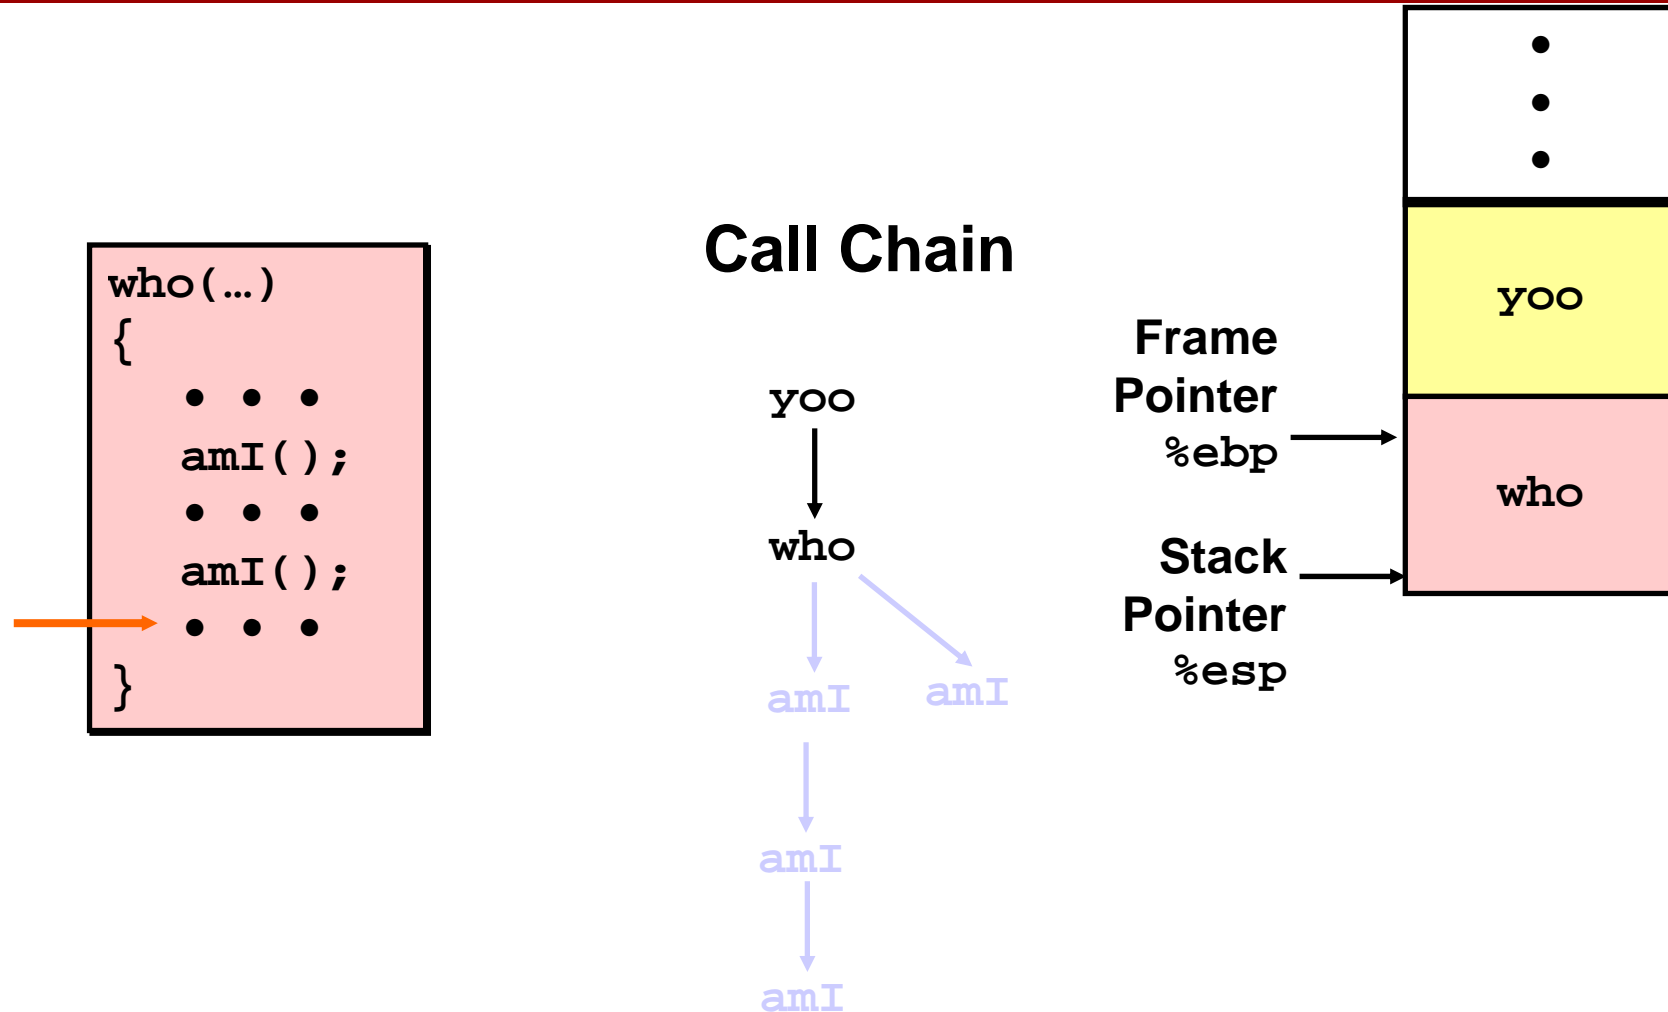 who(…)
{
• • •
amI();
• • •
amI();
• • •
}
Call Chain
yoo
who
amI
amI
amI
amI
Frame
Pointer
%ebp
Stack
Pointer
%esp
•
•
•
yoo
who